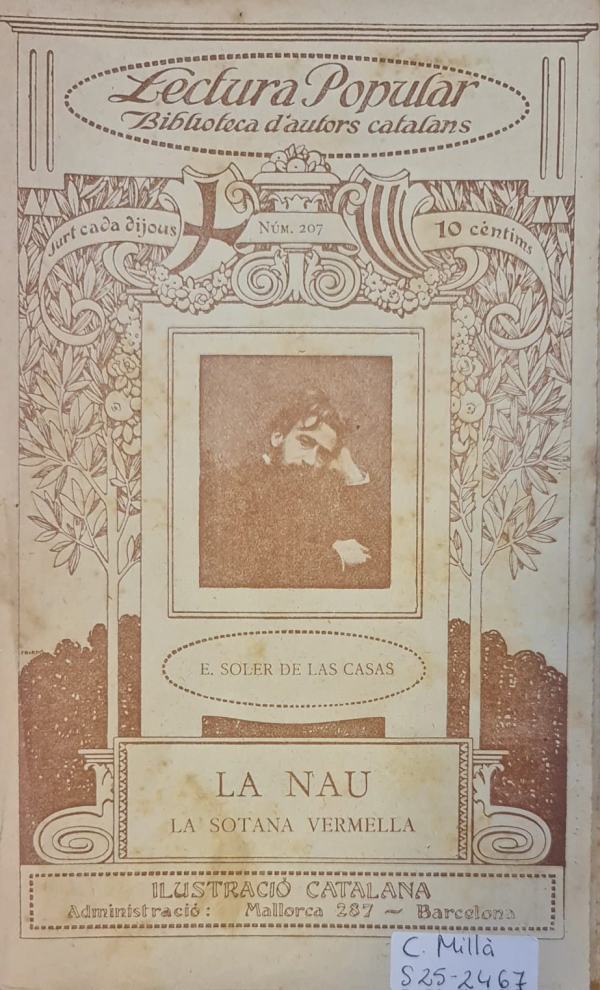 Lectura Popular
Biblioteca d'autors catalans
Surt cada dijous
NÚM. 207
10 céntims
E. SOLER DE LAS CASAS
LA NAU
LA SOTANA VERMELLA
ILUSTRACIÓ CATALANA
Administració: Mallorca 287 ~ Barcelona
C. Millà
S25-2467